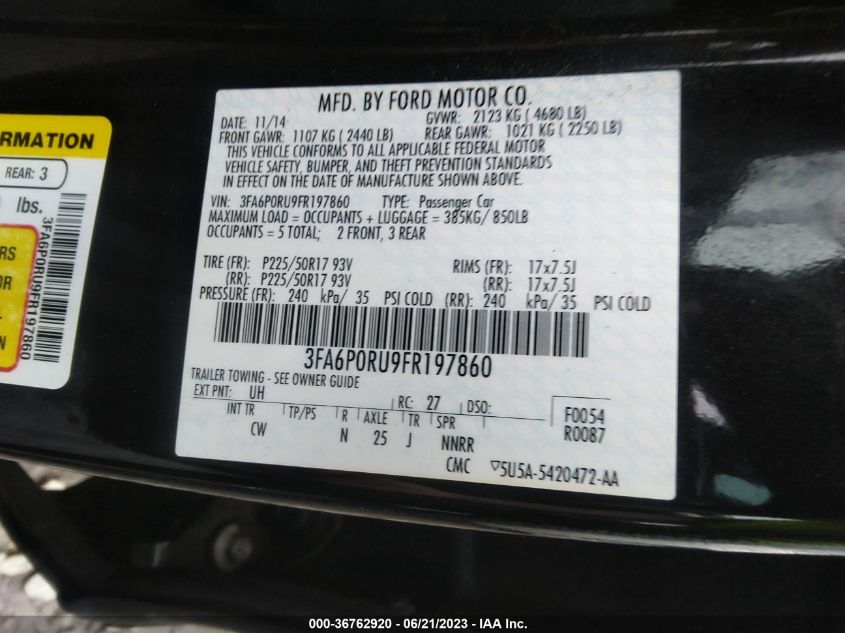 MFD. BY FORD MOTOR CO.
DATE: 11/14 GVWR: 2123 KG ( 4680 LB)
FRONT GAWR: 1107 KG ( 2440 LB) REAR GAWR: 1021 KG ( 2250 LB)
THIS VEHICLE CONFORMS TO ALL APPLICABLE FEDERAL MOTOR
VEHICLE SAFETY, BUMPER, AND THEFT PREVENTION STANDARDS
IN EFFECT ON THE DATE OF MANUFACTURE SHOWN ABOVE.
VIN: 3FA6P0RU9FR197860 TYPE: Passenger Car
MAXIMUM LOAD = OCCUPANTS + LUGGAGE = 385KG/ 850LB
OCCUPANTS = 5 TOTAL; 2 FRONT, 3 REAR
TIRE (FR): P225/50R17 93V RIMS (FR): 17x7.5J
(RR): P225/50R17 93V (RR): 17x7.5J
PRESSURE (FR): 240 kPa/ 35 PSI COLD (RR): 240 kPa/ 35 PSI COLD
3FA6P0RU9FR197860
TRAILER TOWING - SEE OWNER GUIDE
EXT PNT: UH RC: 27 DSO: F0054
INT TR TP/PS R AXLE TR SPR R0087
CW N 25 J NNRR
CMC ▽5U5A-5420472-AA
ORMATION
REAR: 3
lbs.
RS
OR
L
N
3FA6P0RU9FR197860
000-36762920 - 06/21/2023 - IAA Inc.